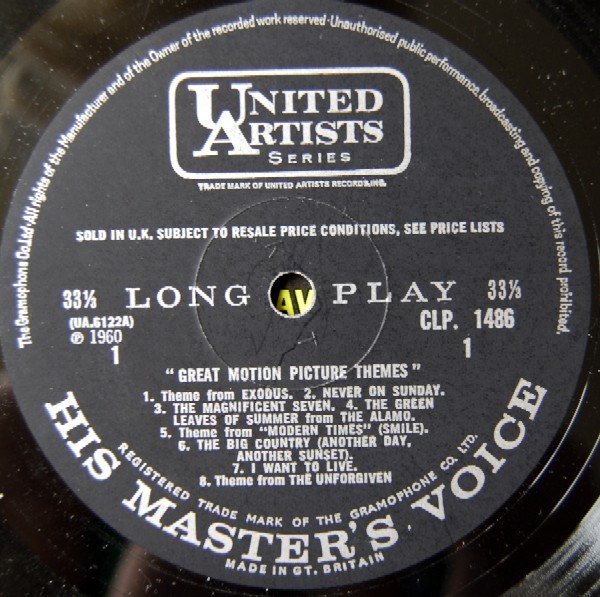 The Gramophone Co. Ltd. All rights of the Manufacturer and of the Owner of the recorded work reserved · Unauthorised public performance, broadcasting and copying of this record prohibited.
UNITED
ARTISTS
SERIES
TRADE MARK OF UNITED ARTISTS RECORDS, INC.
SOLD IN U.K. SUBJECT TO RESALE PRICE CONDITIONS, SEE PRICE LISTS
33⅓ LONG AV PLAY 33⅓
(UA.6122A) CLP. 1486
℗ 1960
1 1
"GREAT MOTION PICTURE THEMES"
1. Theme from EXODUS. 2. NEVER ON SUNDAY.
3. THE MAGNIFICENT SEVEN. 4. THE GREEN
LEAVES OF SUMMER from THE ALAMO.
5. Theme from "MODERN TIMES" (SMILE).
6. THE BIG COUNTRY (ANOTHER DAY,
ANOTHER SUNSET).
7. I WANT TO LIVE.
8. Theme from THE UNFORGIVEN
REGISTERED TRADE MARK OF THE GRAMOPHONE CO. LTD.
HIS MASTER'S VOICE
MADE IN GT. BRITAIN